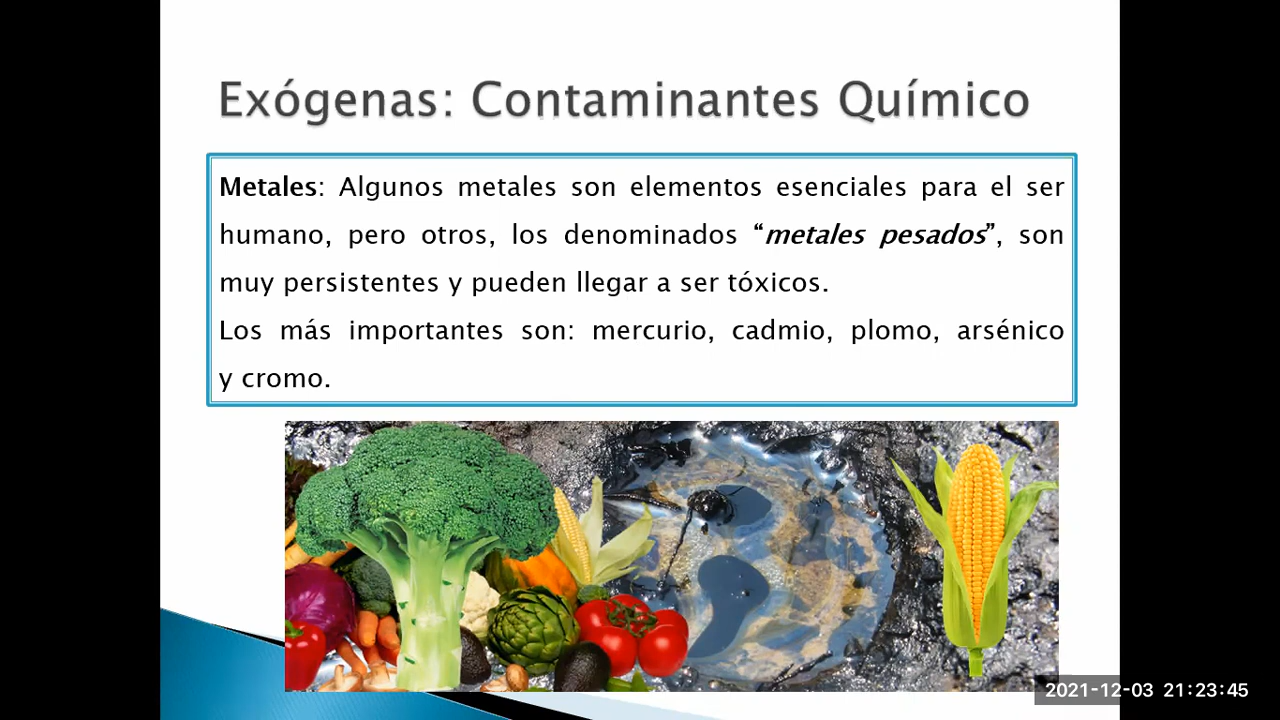 Exógenas: Contaminantes Químico
Metales: Algunos metales son elementos esenciales para el ser
humano, pero otros, los denominados “metales pesados”, son
muy persistentes y pueden llegar a ser tóxicos.
Los más importantes son: mercurio, cadmio, plomo, arsénico
y cromo.
2021-12-03 21:23:45